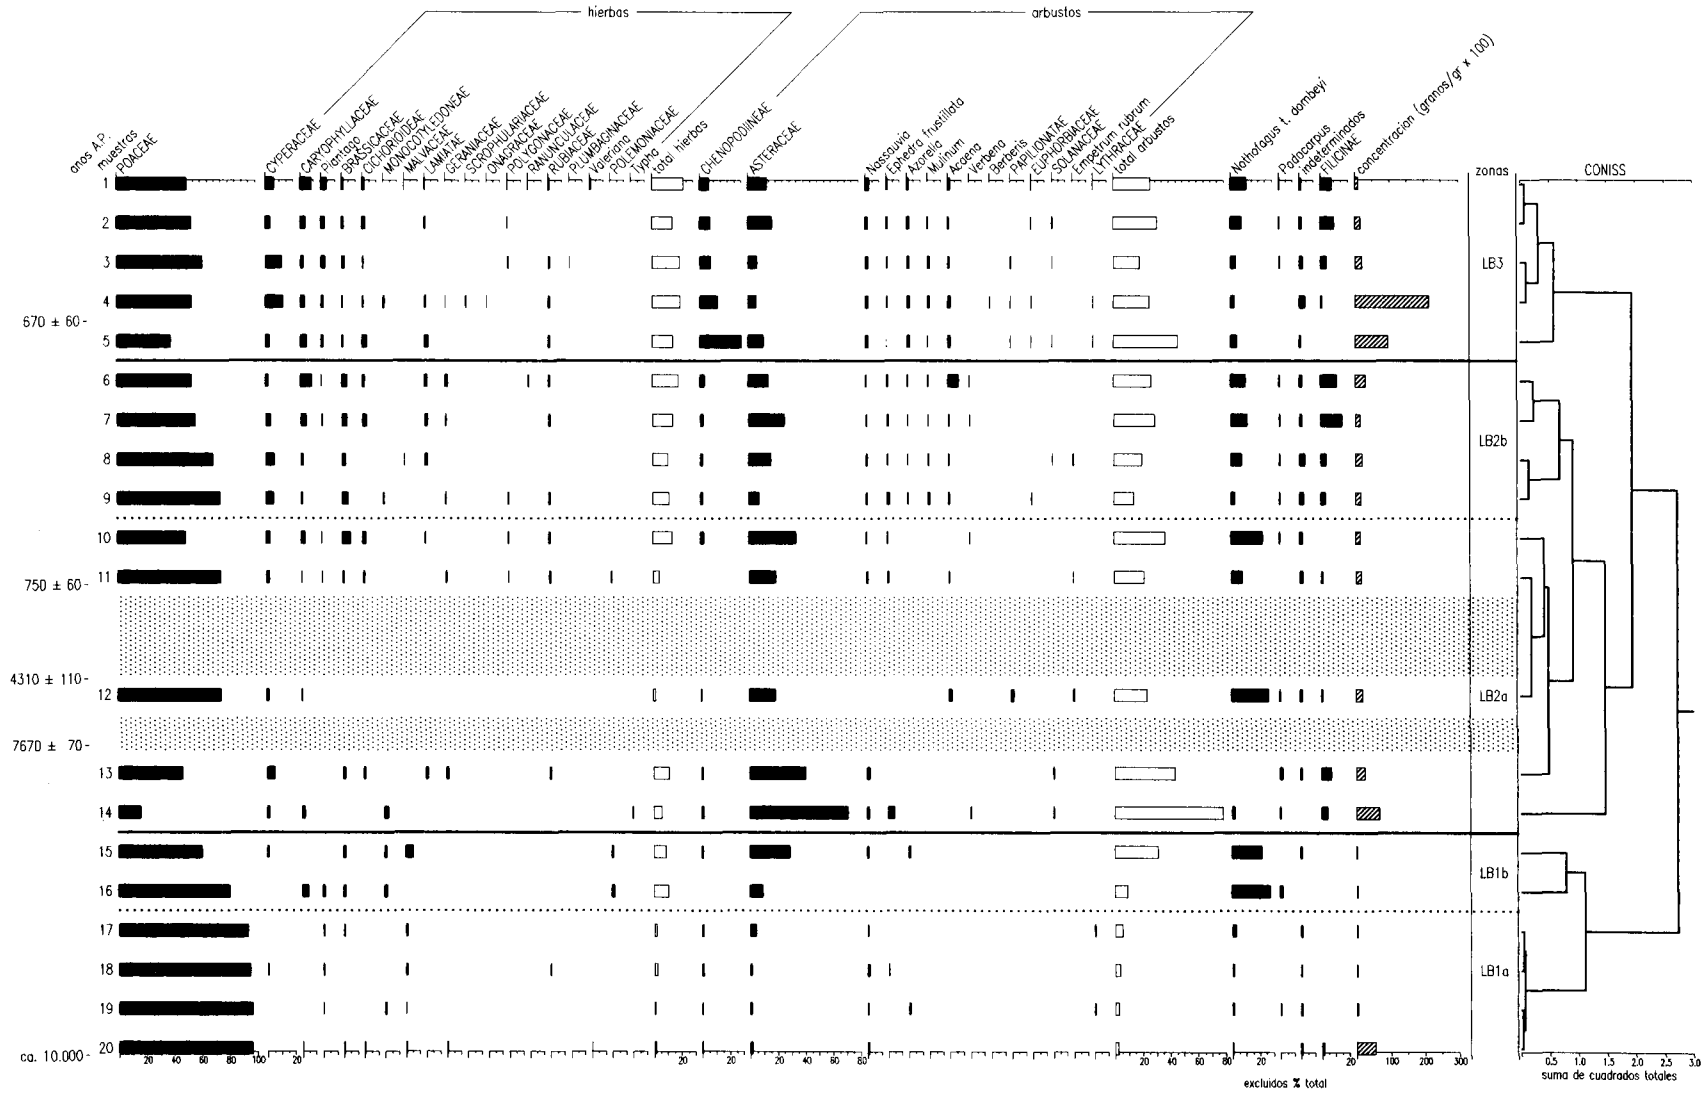 hierbas
arbustos
anos A.P.
muestras
POACEAE
CYPERACEAE
CARYOPHYLLACEAE
Plantago
BRASICACEAE
CICHORIOIDEAE
MONOCOTYLEDONEAE
MALVACEAE
LAMIATAE
GERANIACEAE
SCROPHULARIACEAE
ONAGRACEAE
POLYGONACEAE
RANUNCULACEAE
RUBIACEAE
PLUMBAGINACEAE
Valeriana
POLEMONIACEAE
Typha
total hierbas
CHENOPODIINEAE
ASTERACEAE
Nassauvia
Ephedra frustillata
Azorella
Mulinum
Acaena
Verbena
Berberis
PAPILIONATAE
EUPHORBIACEAE
SOLANACEAE
Empetrum rubrum
LYTHRACEAE
total arbustos
Nothofagus t. dombeyi
Podocarpus
indeterminados
FILICINAE
concentracion (granos/gr x 100)
zonas
CONISS
1
2
3
LB3
4
670 ± 60-
5
6
7
LB2b
8
9
10
11
750 ± 60-
4310 ± 110-
12
LB2a
7670 ± 70-
13
14
15
LB1b
16
17
18
LB1a
19
ca. 10.000-
20
20 40 60 80 100
20
20
20
20 40 60 80
20 40 60 80
20
20
100 200 300
0.5 1.0 1.5 2.0 2.5 3.0
excluidos % total
suma de cuadrados totales